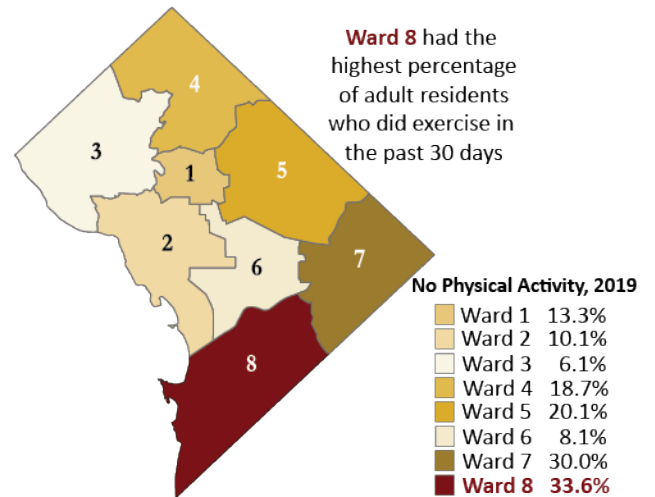 Ward 8 had the
highest percentage
of adult residents
who did exercise in
the past 30 days
4
3
1
5
2
7
6
8
No Physical Activity, 2019
Ward 1 13.3%
Ward 2 10.1%
Ward 3 6.1%
Ward 4 18.7%
Ward 5 20.1%
Ward 6 8.1%
Ward 7 30.0%
Ward 8 33.6%